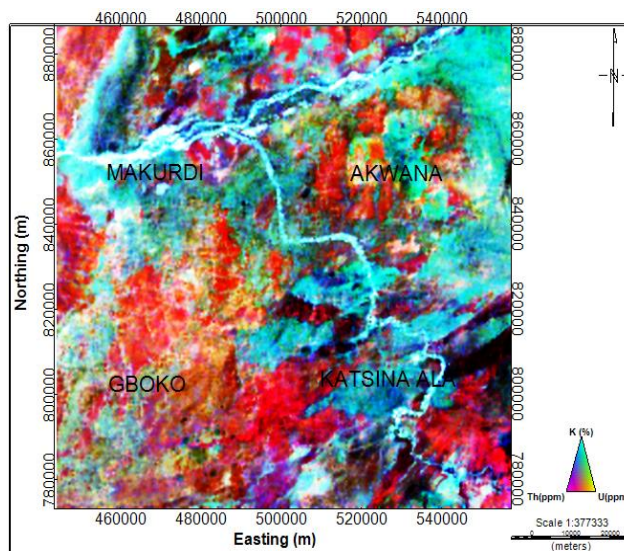 460000 480000 500000 520000 540000
880000
860000
840000
820000
800000
780000
Northing (m)
880000
860000
840000
820000
800000
780000
N
MAKURDI AKWANA
GBOKO KATSINA ALA
460000 480000 500000 520000 540000
Easting (m)
K (%)
Th(ppm) U(ppm)
Scale 1:377333
(meters)